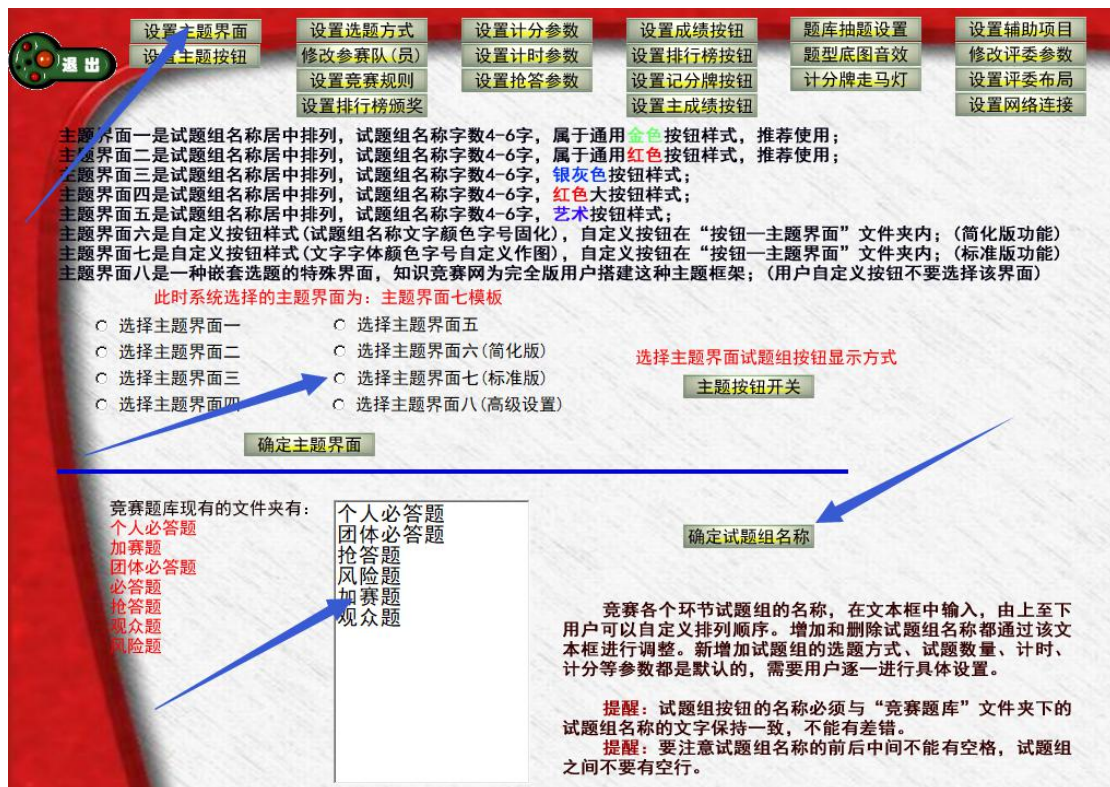 退出
设置主题界面 设置选题方式 设置计分参数 设置成绩按钮 题库抽题设置 设置辅助项目
设置主题按钮 修改参赛队(员) 设置计时参数 设置排行榜按钮 题型底图音效 修改评委参数
设置竞赛规则 设置抢答参数 设置记分牌按钮 计分牌走马灯 设置评委布局
设置排行榜颁奖 设置主成绩按钮 设置网络连接
主题界面一是试题组名称居中排列，试题组名称字数4-6字，属于通用金色按钮样式，推荐使用；
主题界面二是试题组名称居中排列，试题组名称字数4-6字，属于通用红色按钮样式，推荐使用；
主题界面三是试题组名称居中排列，试题组名称字数4-6字，银灰色按钮样式；
主题界面四是试题组名称居中排列，试题组名称字数4-6字，红色大按钮样式；
主题界面五是试题组名称居中排列，试题组名称字数4-6字，艺术按钮样式；
主题界面六是自定义按钮样式(试题组名称文字颜色字号固化)，自定义按钮在“按钮—主题界面”文件夹内；(简化版功能)
主题界面七是自定义按钮样式(文字字体颜色字号自定义作图)，自定义按钮在“按钮—主题界面”文件夹内；(标准版功能)
主题界面八是一种嵌套选题的特殊界面，知识竞赛网为完全版用户搭建这种主题框架；(用户自定义按钮不要选择该界面)
此时系统选择的主题界面为：主题界面七模板
选择主题界面一 选择主题界面五
选择主题界面二 选择主题界面六(简化版)
选择主题界面三 选择主题界面七(标准版)
选择主题界面四 选择主题界面八(高级设置)
选择主题界面试题组按钮显示方式
主题按钮开关
确定主题界面
竞赛题库现有的文件夹有：
个人必答题
加赛题
团体必答题
必答题
抢答题
观众题
风险题
个人必答题
团体必答题
抢答题
风险题
加赛题
观众题
确定试题组名称
竞赛各个环节试题组的名称，在文本框中输入，由上至下
用户可以自定义排列顺序。增加和删除试题组名称都通过该文
本框进行调整。新增加试题组的选题方式、试题数量、计时、
计分等参数都是默认的，需要用户逐一进行具体设置。
提醒：试题组按钮的名称必须与“竞赛题库”文件夹下的
试题组名称的文字保持一致，不能有差错。
提醒：要注意试题组名称的前后中间不能有空格，试题组
之间不要有空行。